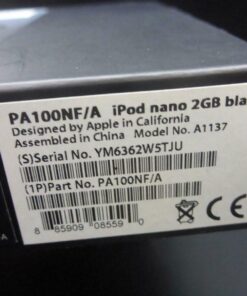 PA100NF/A iPod nano 2GB bla
Designed by Apple in California
Assembled in China Model No. A1137
(S)Serial No. YM6362W5TJU
(1P)Part No. PA100NF/A
8 85909 08559 0